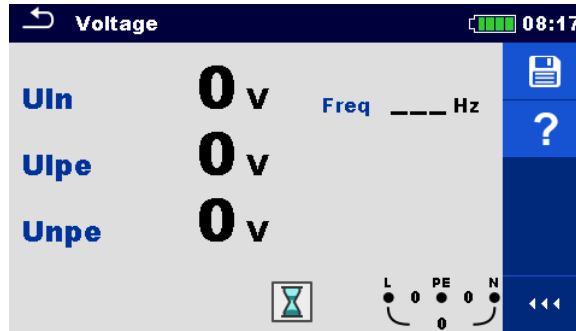 Voltage 08:17
Uln 0 V Freq ___ Hz
Ulpe 0 V
Unpe 0 V
L PE N
0 0
0
?